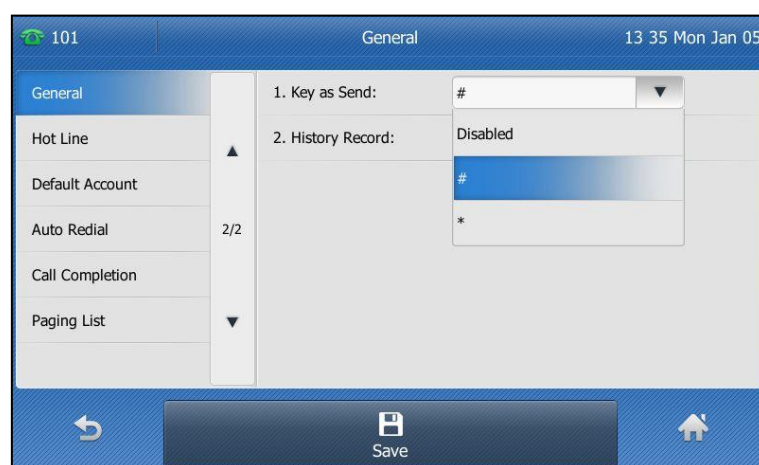 101
General
13 35 Mon Jan 05
General
Hot Line
Default Account
Auto Redial
Call Completion
Paging List
2/2
1. Key as Send:
#
2. History Record:
Disabled
#
*
Save